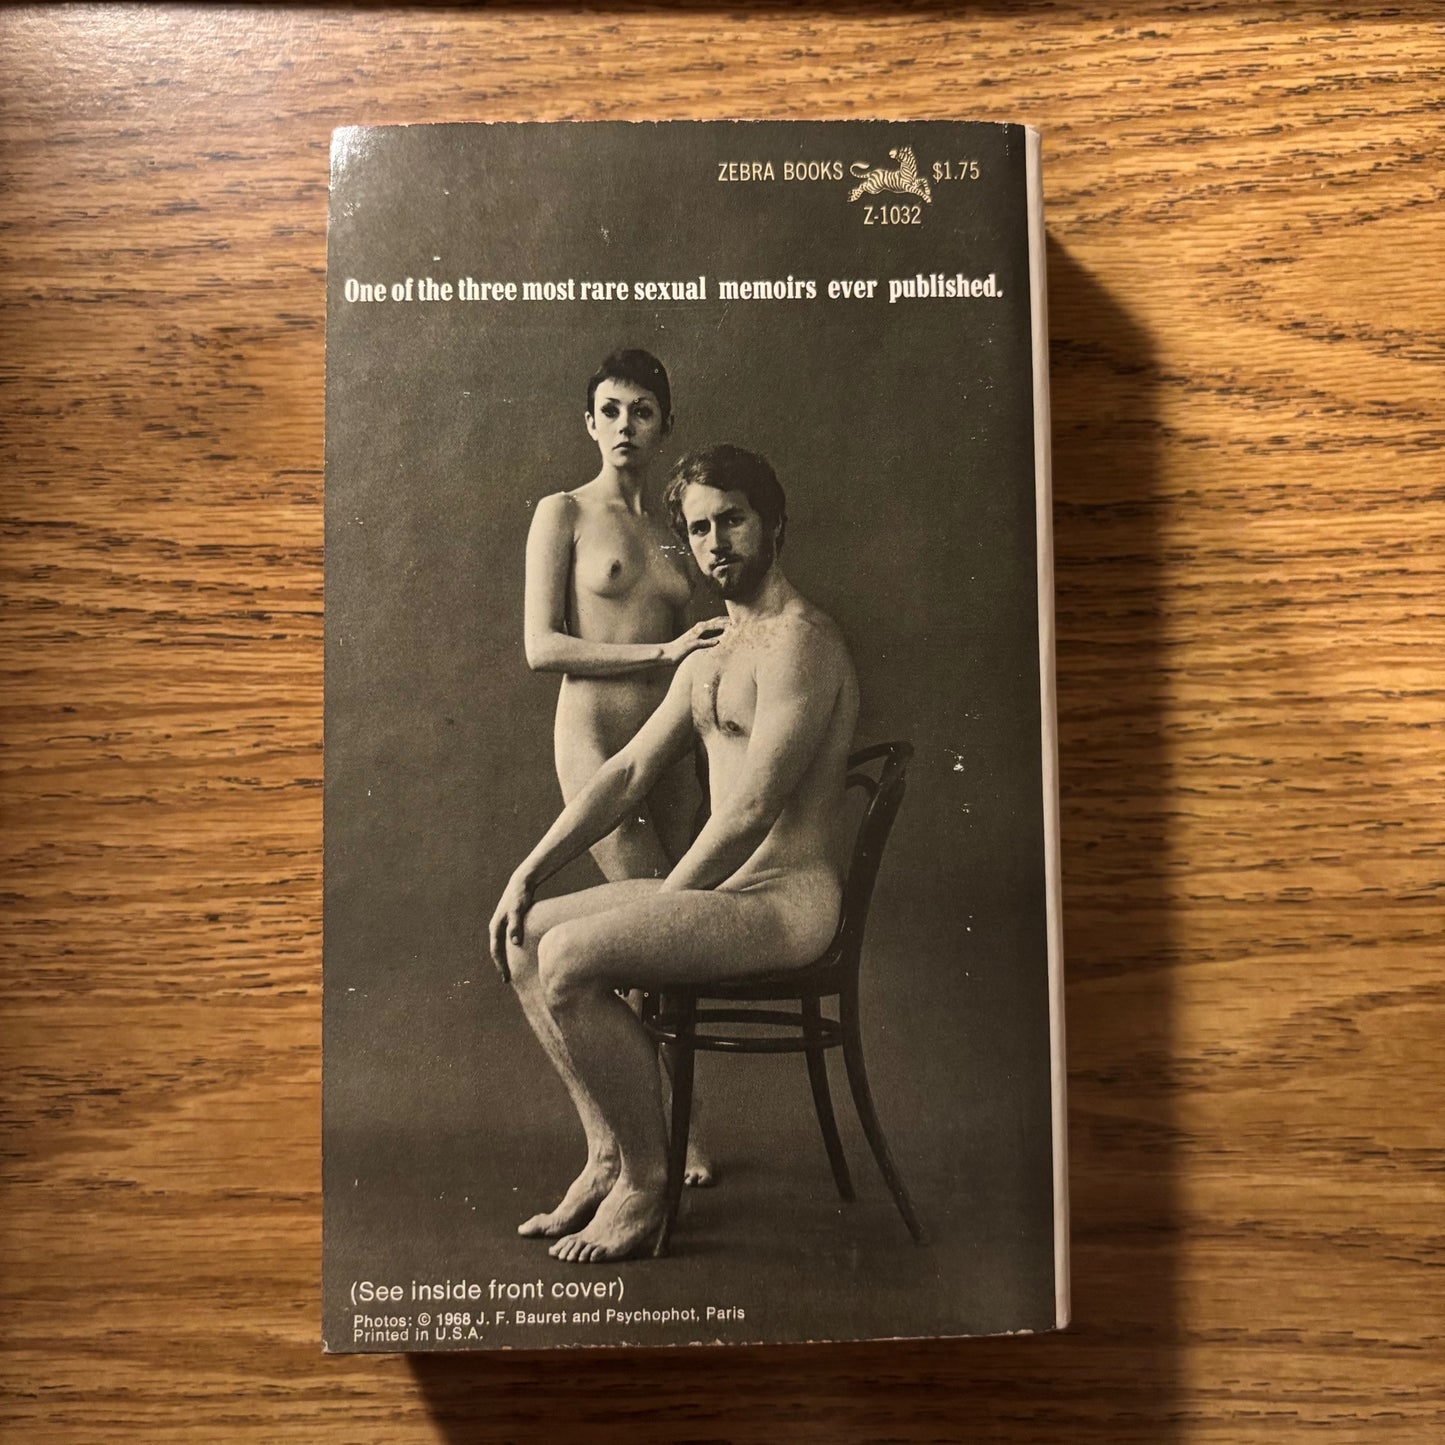 ZEBRA BOOKS $1.75
Z-1032
One of the three most rare sexual memoirs ever published.
(See inside front cover)
Photos: © 1968 J. F. Bauret and Psychophot, Paris
Printed in U.S.A.